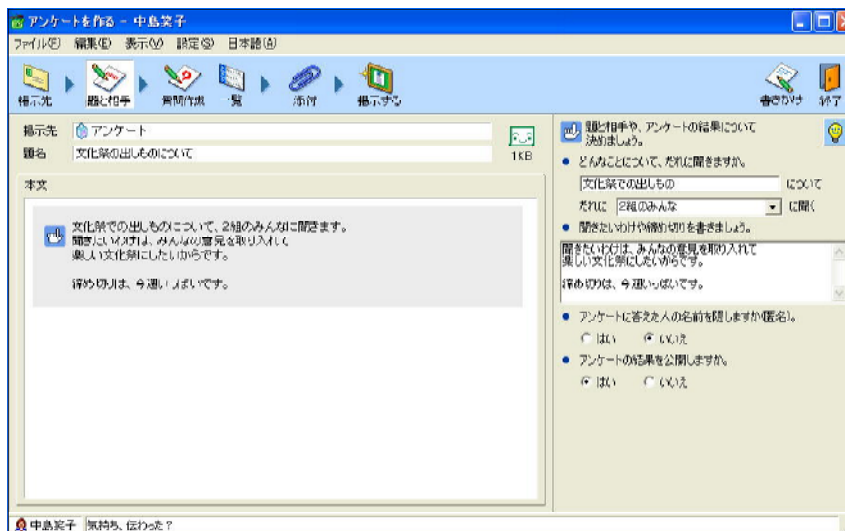 アンケートを作る - 中島笑子
ファイル(F) 編集(E) 表示(V) 設定(S) 日本語(A)
掲示先 題と相手 質問作成 一覧 添付 掲示する 書きかけ 終了
掲示先 アンケート
題名 文化祭の出しものについて
1KB
本文
文化祭での出しものについて、2組のみんなに聞きます。
聞きたいわけは、みんなの意見を取り入れて
楽しい文化祭にしたいからです。
締め切りは、今週いっぱいです。
題と相手や、アンケートの結果について
決めましょう。
● どんなことについて、だれに聞きますか。
文化祭での出しもの について
だれに 2組のみんな に聞く
● 聞きたいわけや締め切りを書きましょう。
聞きたいわけは、みんなの意見を取り入れて
楽しい文化祭にしたいからです。
締め切りは、今週いっぱいです。
● アンケートに答えた人の名前を隠しますか(匿名)。
はい いいえ
● アンケートの結果を公開しますか。
はい いいえ
中島笑子 気持ち、伝わった？